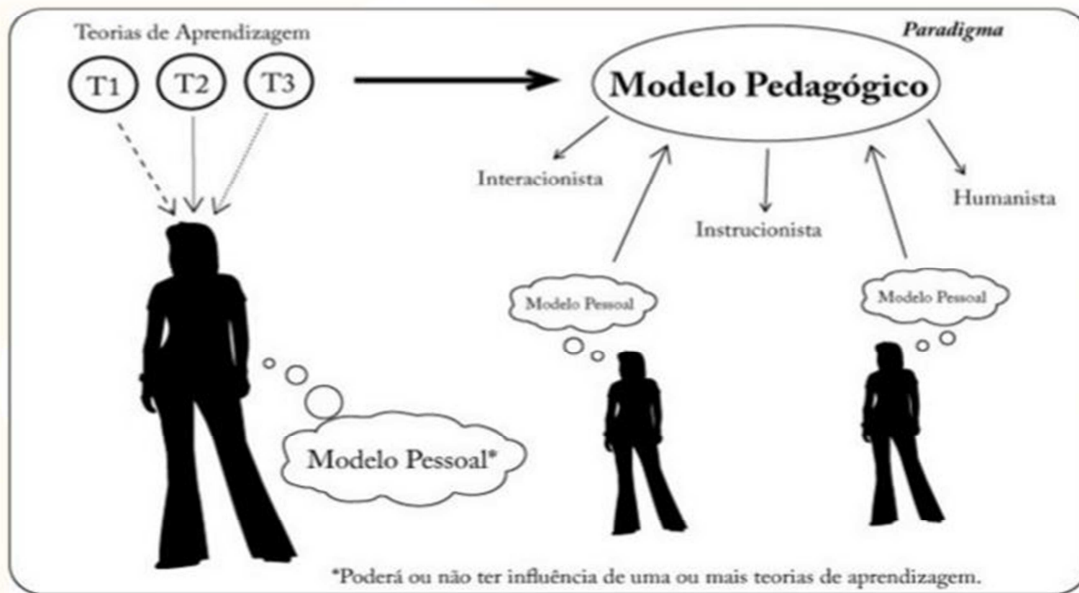 Teorias de Aprendizagem
T1 T2 T3
Paradigma
Modelo Pedagógico
Interacionista
Instrucionista
Humanista
Modelo Pessoal
Modelo Pessoal
Modelo Pessoal*
*Poderá ou não ter influência de uma ou mais teorias de aprendizagem.